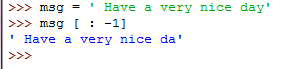 >>> msg = ' Have a very nice day'
>>> msg [ : -1]
' Have a very nice da'
>>>